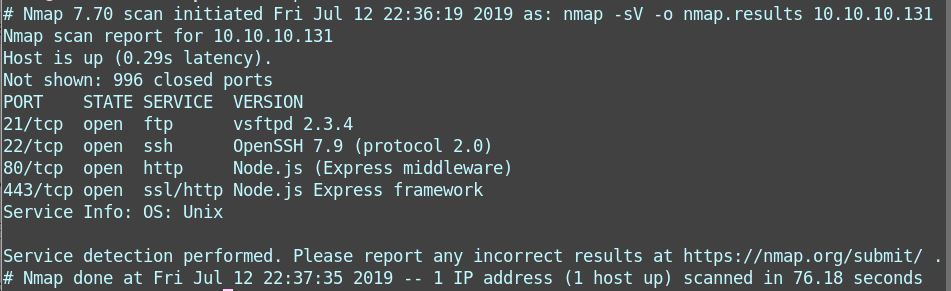 # Nmap 7.70 scan initiated Fri Jul 12 22:36:19 2019 as: nmap -sV -o nmap.results 10.10.10.131
Nmap scan report for 10.10.10.131
Host is up (0.29s latency).
Not shown: 996 closed ports
PORT    STATE SERVICE  VERSION
21/tcp  open  ftp      vsftpd 2.3.4
22/tcp  open  ssh      OpenSSH 7.9 (protocol 2.0)
80/tcp  open  http     Node.js (Express middleware)
443/tcp open  ssl/http Node.js Express framework
Service Info: OS: Unix

Service detection performed. Please report any incorrect results at https://nmap.org/submit/ .
# Nmap done at Fri Jul 12 22:37:35 2019 -- 1 IP address (1 host up) scanned in 76.18 seconds